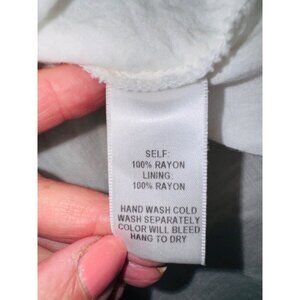 SELF:
100% RAYON
LINING:
100% RAYON
HAND WASH COLD
WASH SEPARATELY
COLOR WILL BLEED
HANG TO DRY